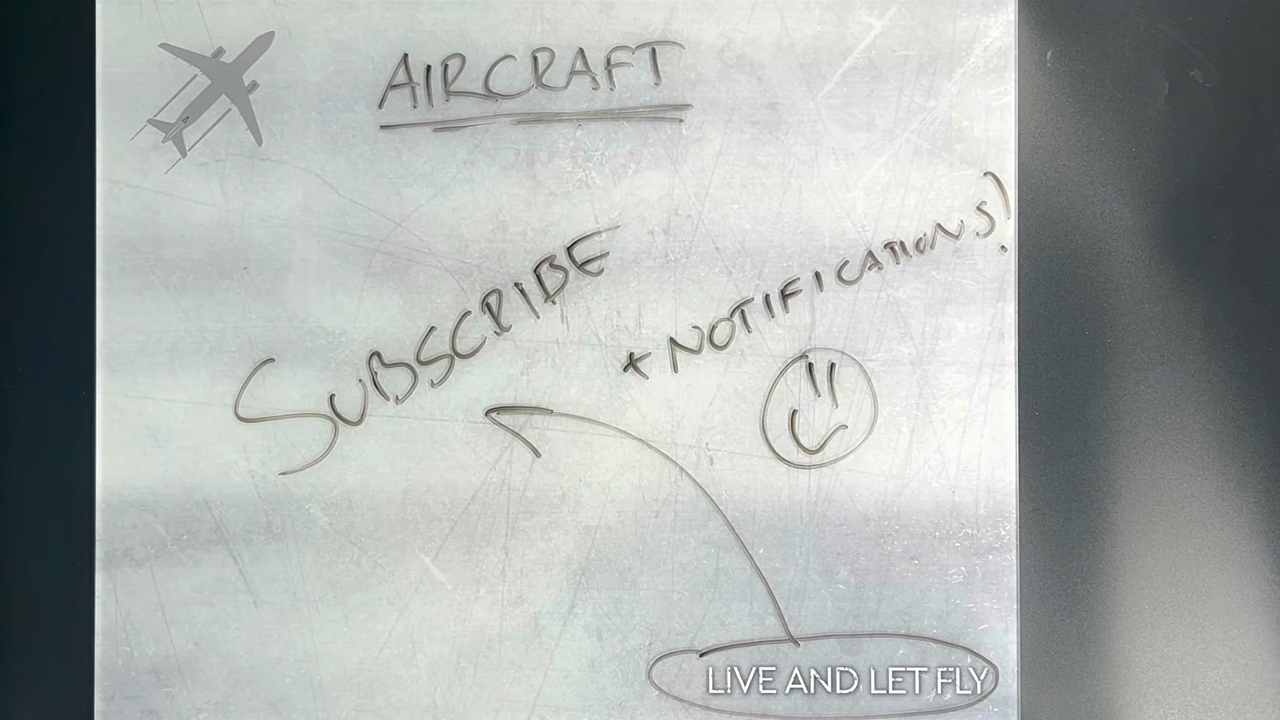 AIRCRAFT
SUBSCRIBE
+ NOTIFICATIONS!
LIVE AND LET FLY